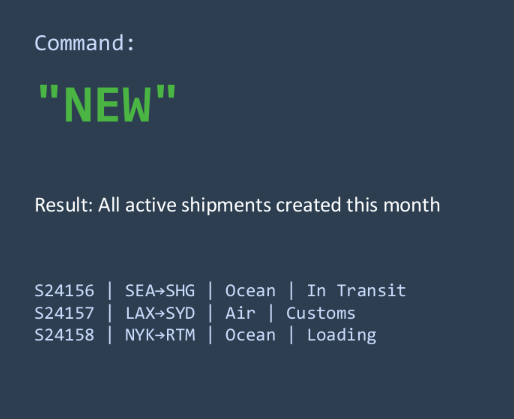 Command:
"NEW"
Result: All active shipments created this month
S24156 | SEA→SHG | Ocean | In Transit
S24157 | LAX→SYD | Air | Customs
S24158 | NYK→RTM | Ocean | Loading